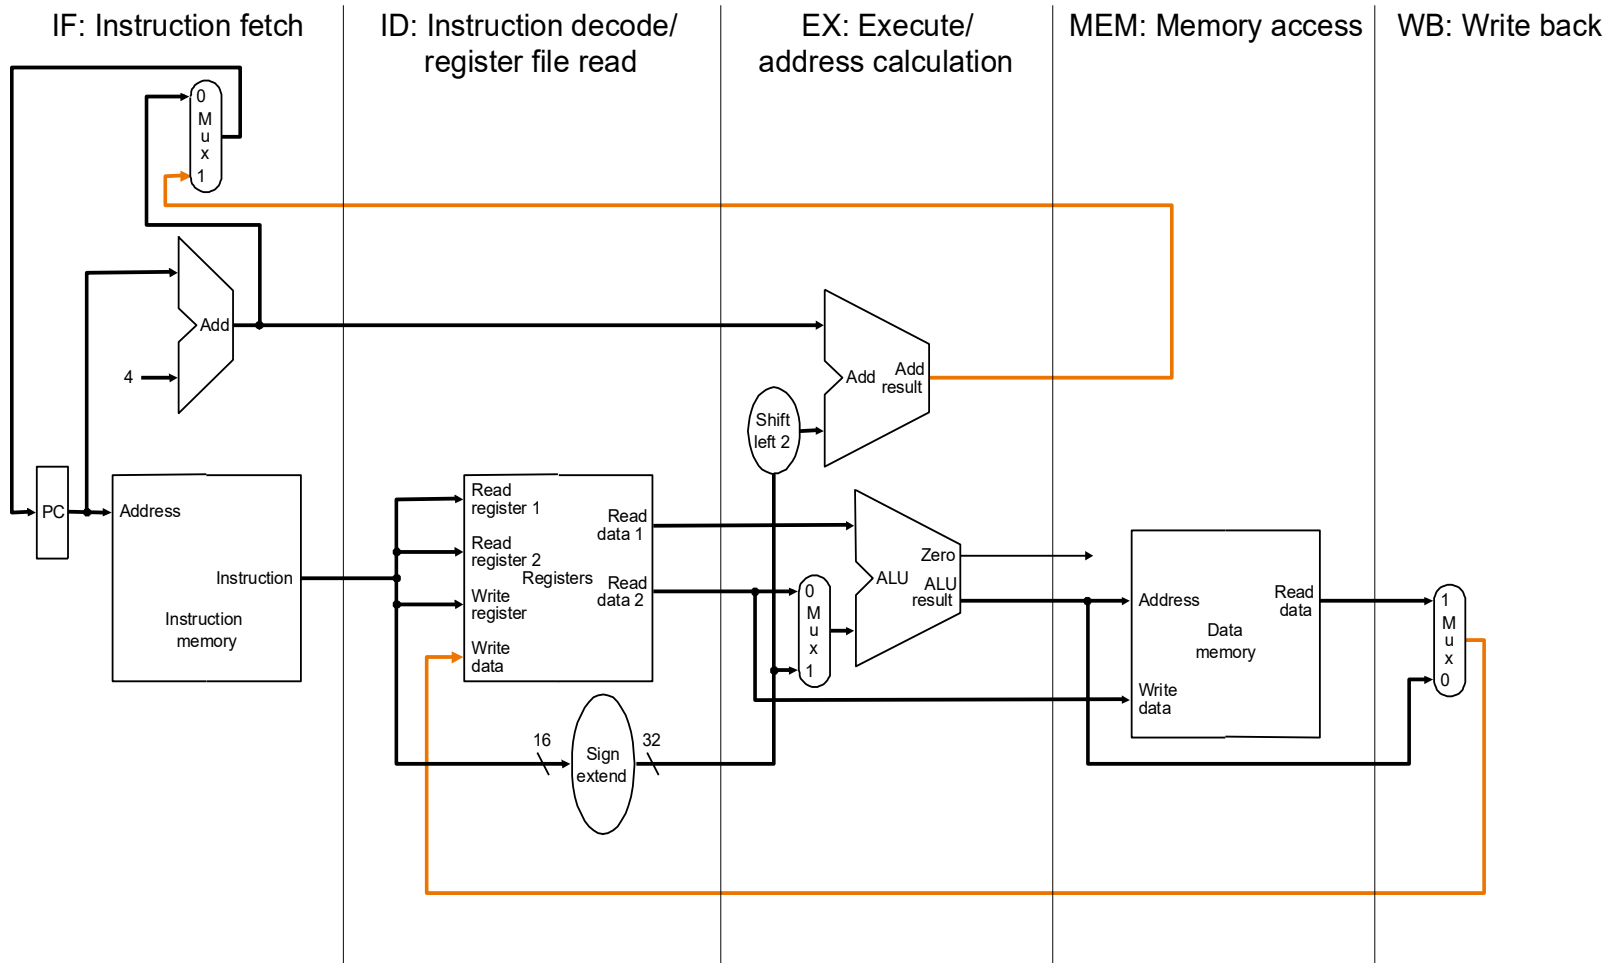 IF: Instruction fetch
ID: Instruction decode/
register file read
EX: Execute/
address calculation
MEM: Memory access
WB: Write back
0
M
u
x
1
Add
4
Add
Add
result
Shift
left 2
PC
Address
Instruction
Instruction
memory
Read
register 1
Read
register 2
Write
register
Write
data
Registers
Read
data 1
Read
data 2
16
Sign
extend
32
0
M
u
x
1
ALU
Zero
ALU
result
Address
Write
data
Data
memory
Read
data
1
M
u
x
0